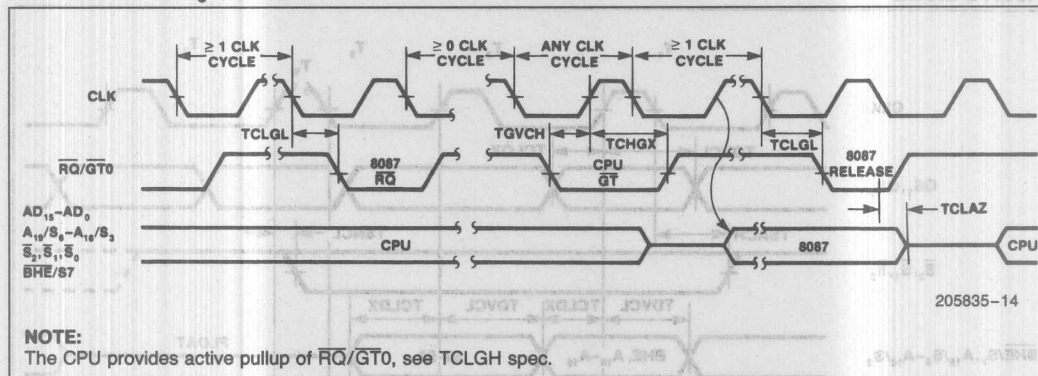 ≥ 1 CLK CYCLE
≥ 0 CLK CYCLE
ANY CLK CYCLE
≥ 1 CLK CYCLE
CLK
TCLGL
TGVCH
TCHGX
TCLGL
RQ/GT0
8087 RQ
CPU GT
8087 RELEASE
TCLAZ
AD₁₅–AD₀
A₁₉/S₆–A₁₆/S₃
S₂, S₁, S₀
BHE/S7
CPU
8087
CPU
205835–14
NOTE:
The CPU provides active pullup of RQ/GT0, see TCLGH spec.